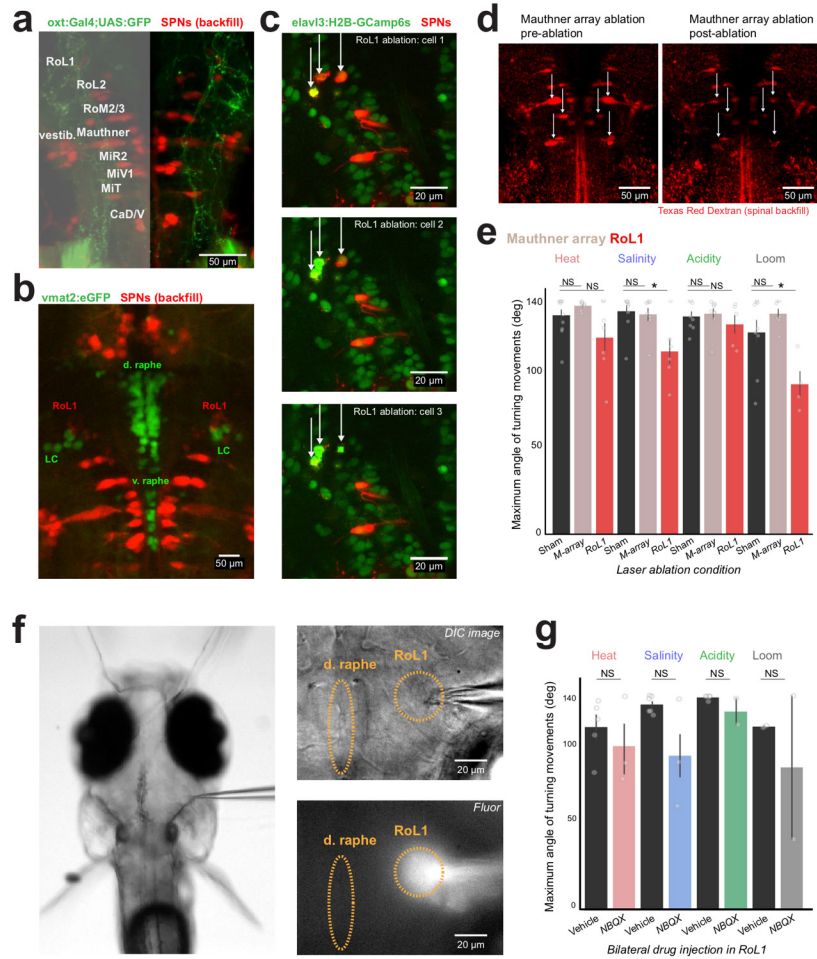 a
oxt:Gal4;UAS:GFP SPNs (backfill)
RoL1
RoL2
RoM2/3
vestib. Mauthner
MiR2
MiV1
MiT
CaD/V
50 µm
b
vmat2:eGFP SPNs (backfill)
d. raphe
RoL1 RoL1
LC LC
v. raphe
50 µm
c
elavl3:H2B-GCamp6s SPNs
RoL1 ablation: cell 1
20 µm
RoL1 ablation: cell 2
20 µm
RoL1 ablation: cell 3
20 µm
d
Mauthner array ablation
pre-ablation
50 µm
Mauthner array ablation
post-ablation
50 µm
Texas Red Dextran (spinal backfill)
e
Mauthner array RoL1
Heat Salinity Acidity Loom
NS NS NS * NS NS NS *
Maximum angle of turning movements (deg)
140
100
50
0
Sham M-array RoL1 Sham M-array RoL1 Sham M-array RoL1 Sham M-array RoL1
Laser ablation condition
f
DIC image
d. raphe
RoL1
20 µm
Fluor
d. raphe
RoL1
20 µm
g
Heat Salinity Acidity Loom
NS NS NS NS
Maximum angle of turning movements (deg)
140
100
50
0
Vehicle NBQX Vehicle NBQX Vehicle NBQX Vehicle NBQX
Bilateral drug injection in RoL1